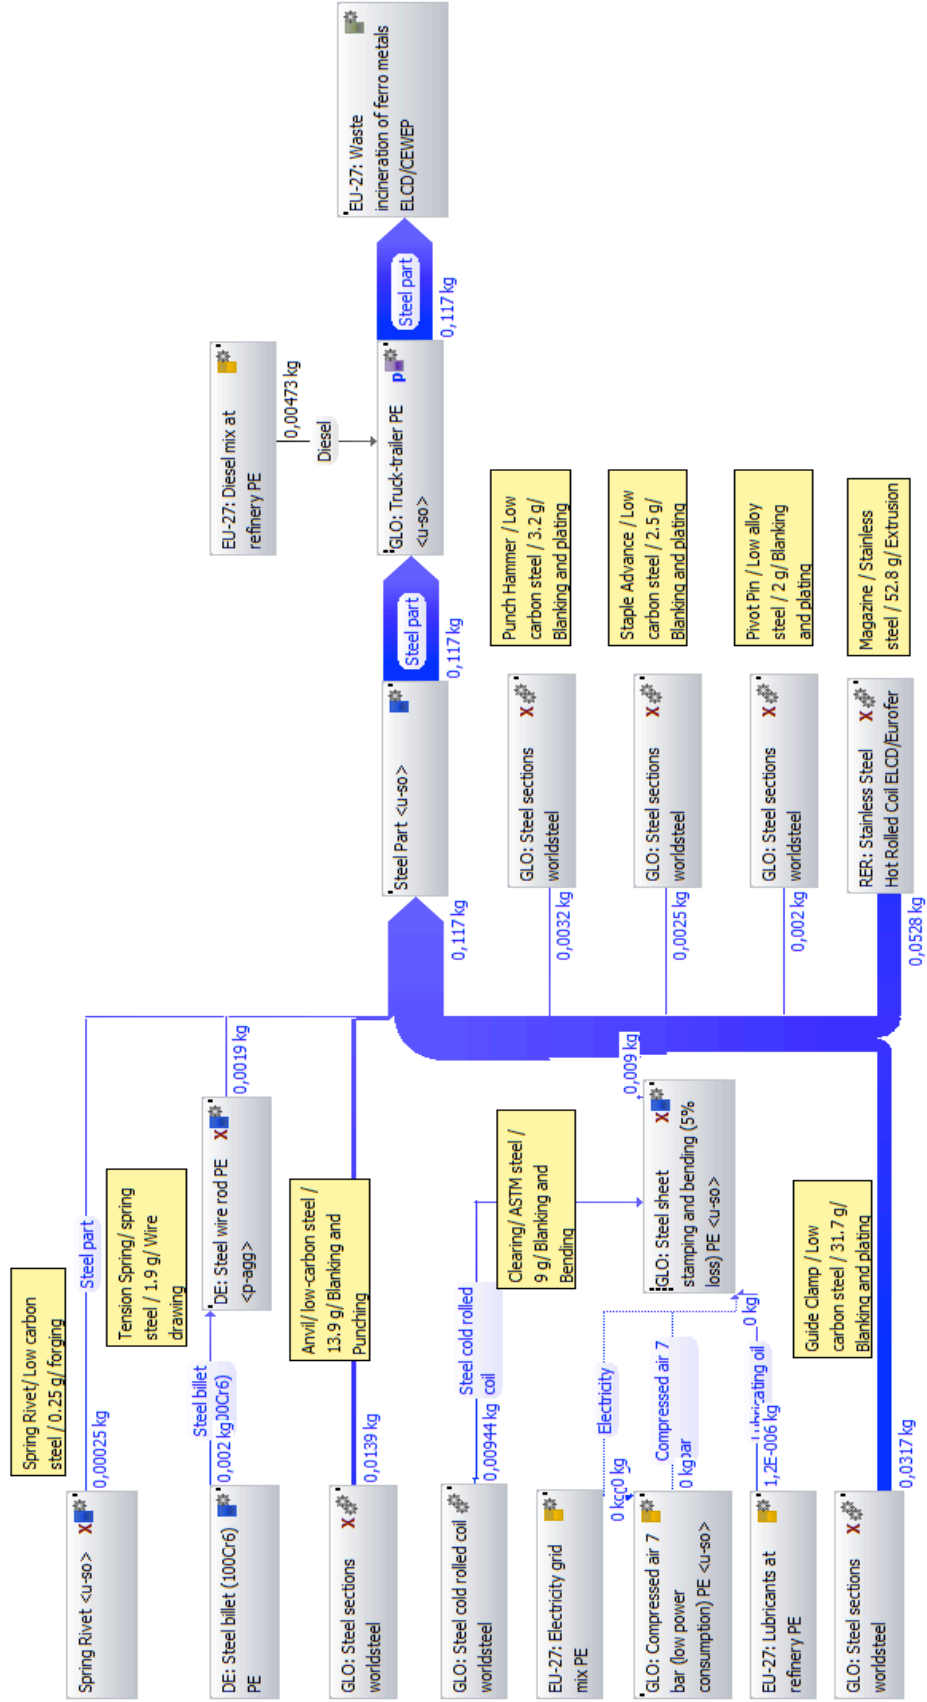 Spring Rivet/ Low carbon
steel / 0.25 g/ forging
Spring Rivet <u-so>
0,00025 kg
Steel part
Tension Spring/ spring
steel / 1.9 g/ Wire
drawing
DE: Steel billet (100Cr6)
PE
Steel billet
0,002 kg
DE: Steel wire rod PE
<p-agg>
0,0019 kg
Anvil/ low-carbon steel /
13.9 g/ Blanking and
Punching
GLO: Steel sections
worldsteel
0,0139 kg
GLO: Steel cold rolled coil
worldsteel
Steel cold rolled
coil
0,00944 kg
Clearing/ ASTM steel /
9 g/ Blanking and
Bending
EU-27: Electricity grid
mix PE
Electricity
0 kg
GLO: Compressed air 7
bar (low power
consumption) PE <u-so>
Compressed air 7
bar
0 kg
EU-27: Lubricants at
refinery PE
Lubricating oil
1,2E-006 kg
0 kg
GLO: Steel sheet
stamping and bending (5%
loss) PE <u-so>
0,009 kg
Guide Clamp / Low
carbon steel / 31.7 g/
Blanking and plating
GLO: Steel sections
worldsteel
0,0317 kg
0,117 kg
Steel Part <u-so>
Steel part
0,117 kg
EU-27: Diesel mix at
refinery PE
0,00473 kg
Diesel
GLO: Truck-trailer PE
<u-so>
P
Steel part
0,117 kg
EU-27: Waste
incineration of ferro metals
ELCD/CEWEP
GLO: Steel sections
worldsteel
0,0032 kg
Punch Hammer / Low
carbon steel / 3.2 g/
Blanking and plating
GLO: Steel sections
worldsteel
0,0025 kg
Staple Advance / Low
carbon steel / 2.5 g/
Blanking and plating
GLO: Steel sections
worldsteel
0,002 kg
Pivot Pin / Low alloy
steel / 2 g/ Blanking
and plating
RER: Stainless Steel
Hot Rolled Coil ELCD/Eurofer
0,0528 kg
Magazine / Stainless
steel / 52.8 g/ Extrusion